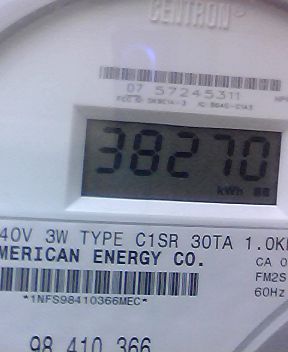 CENTRON
07 57245311
38270
kWh
40V 3W TYPE C1SR 30TA 1.0K
MERICAN ENERGY CO.
CA 0
FM2S
60Hz
*1NFS98410366MEC*
98 410 366